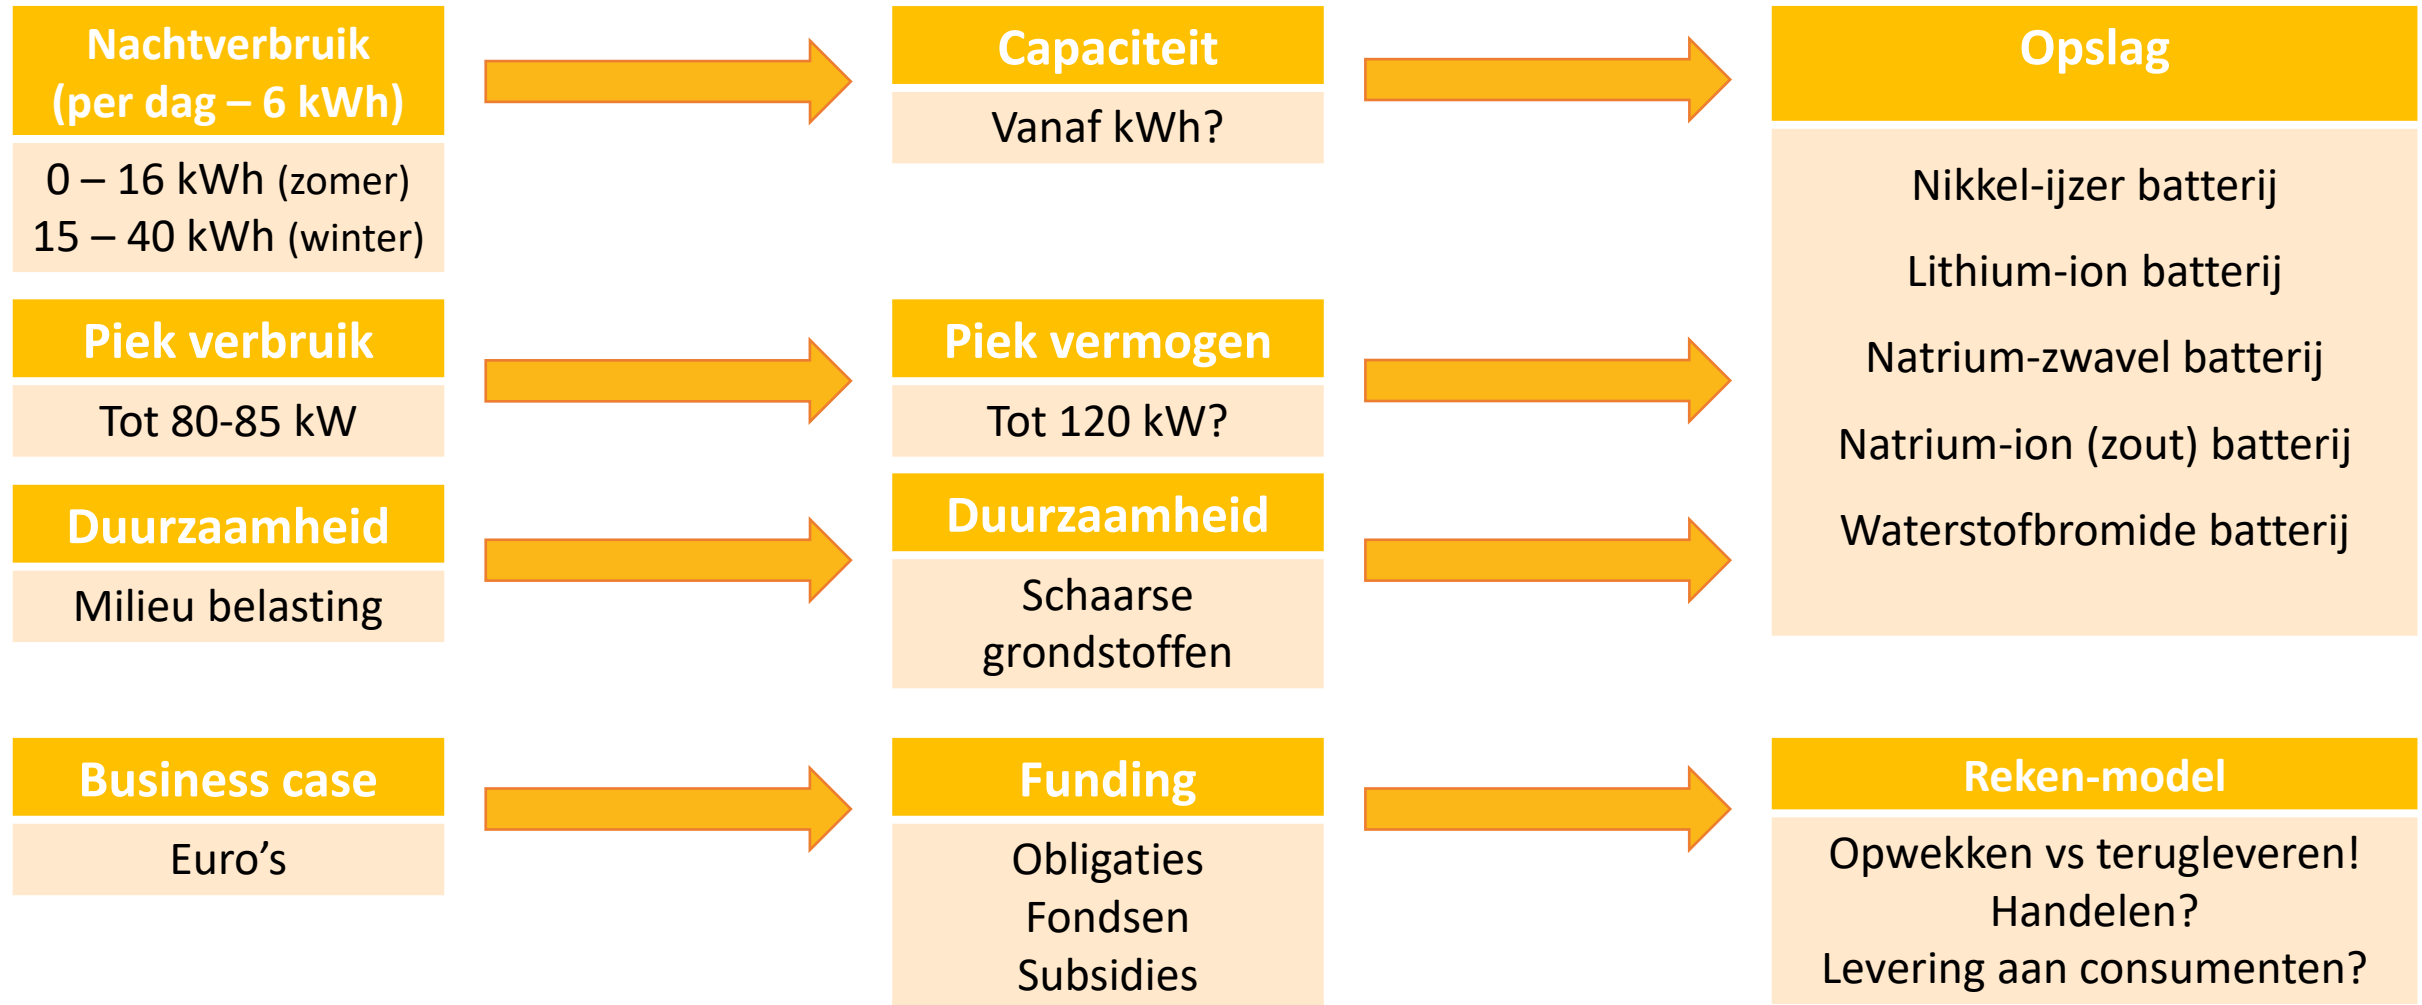 Nachtverbruik
(per dag – 6 kWh)
0 – 16 kWh (zomer)
15 – 40 kWh (winter)
Capaciteit
Vanaf kWh?
Opslag
Nikkel-ijzer batterij
Lithium-ion batterij
Natrium-zwavel batterij
Natrium-ion (zout) batterij
Waterstofbromide batterij
Piek verbruik
Tot 80-85 kW
Piek vermogen
Tot 120 kW?
Duurzaamheid
Milieu belasting
Duurzaamheid
Schaarse
grondstoffen
Business case
Euro’s
Funding
Obligaties
Fondsen
Subsidies
Reken-model
Opwekken vs terugleveren!
Handelen?
Levering aan consumenten?